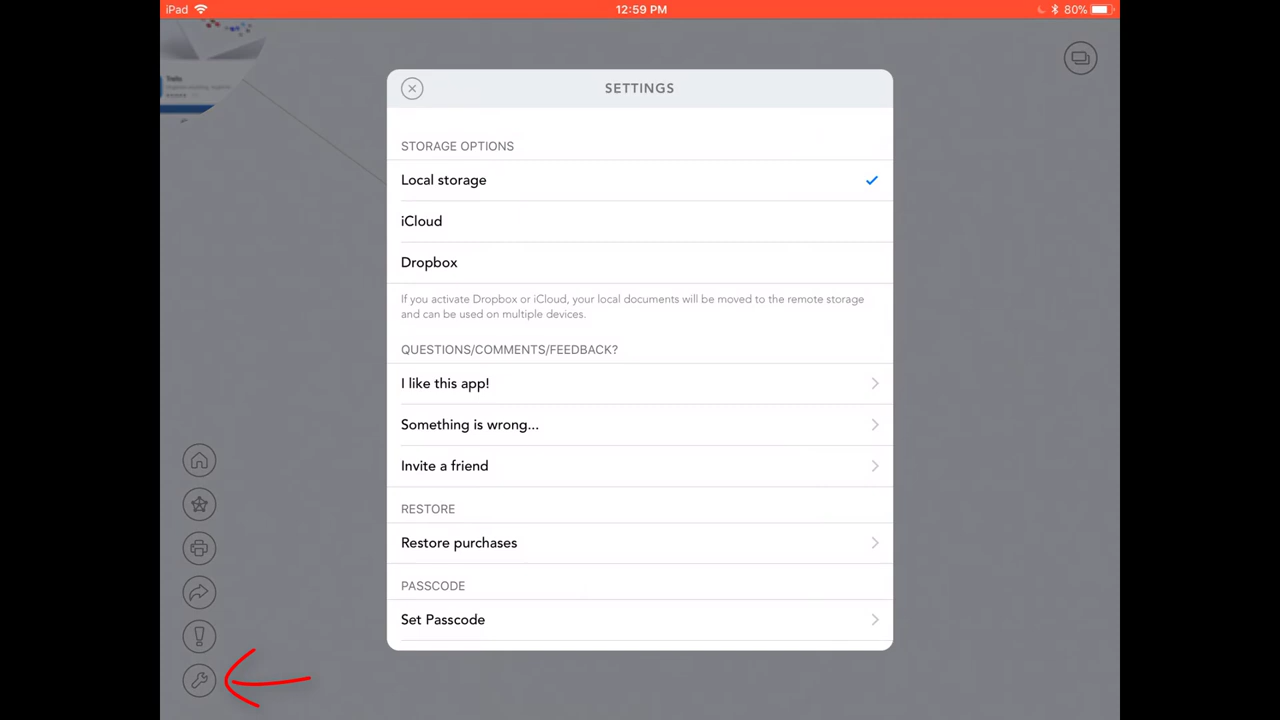 iPad
12:59 PM
80%
SETTINGS
STORAGE OPTIONS
Local storage
iCloud
Dropbox
If you activate Dropbox or iCloud, your local documents will be moved to the remote storage
and can be used on multiple devices.
QUESTIONS/COMMENTS/FEEDBACK?
I like this app!
Something is wrong...
Invite a friend
RESTORE
Restore purchases
PASSCODE
Set Passcode